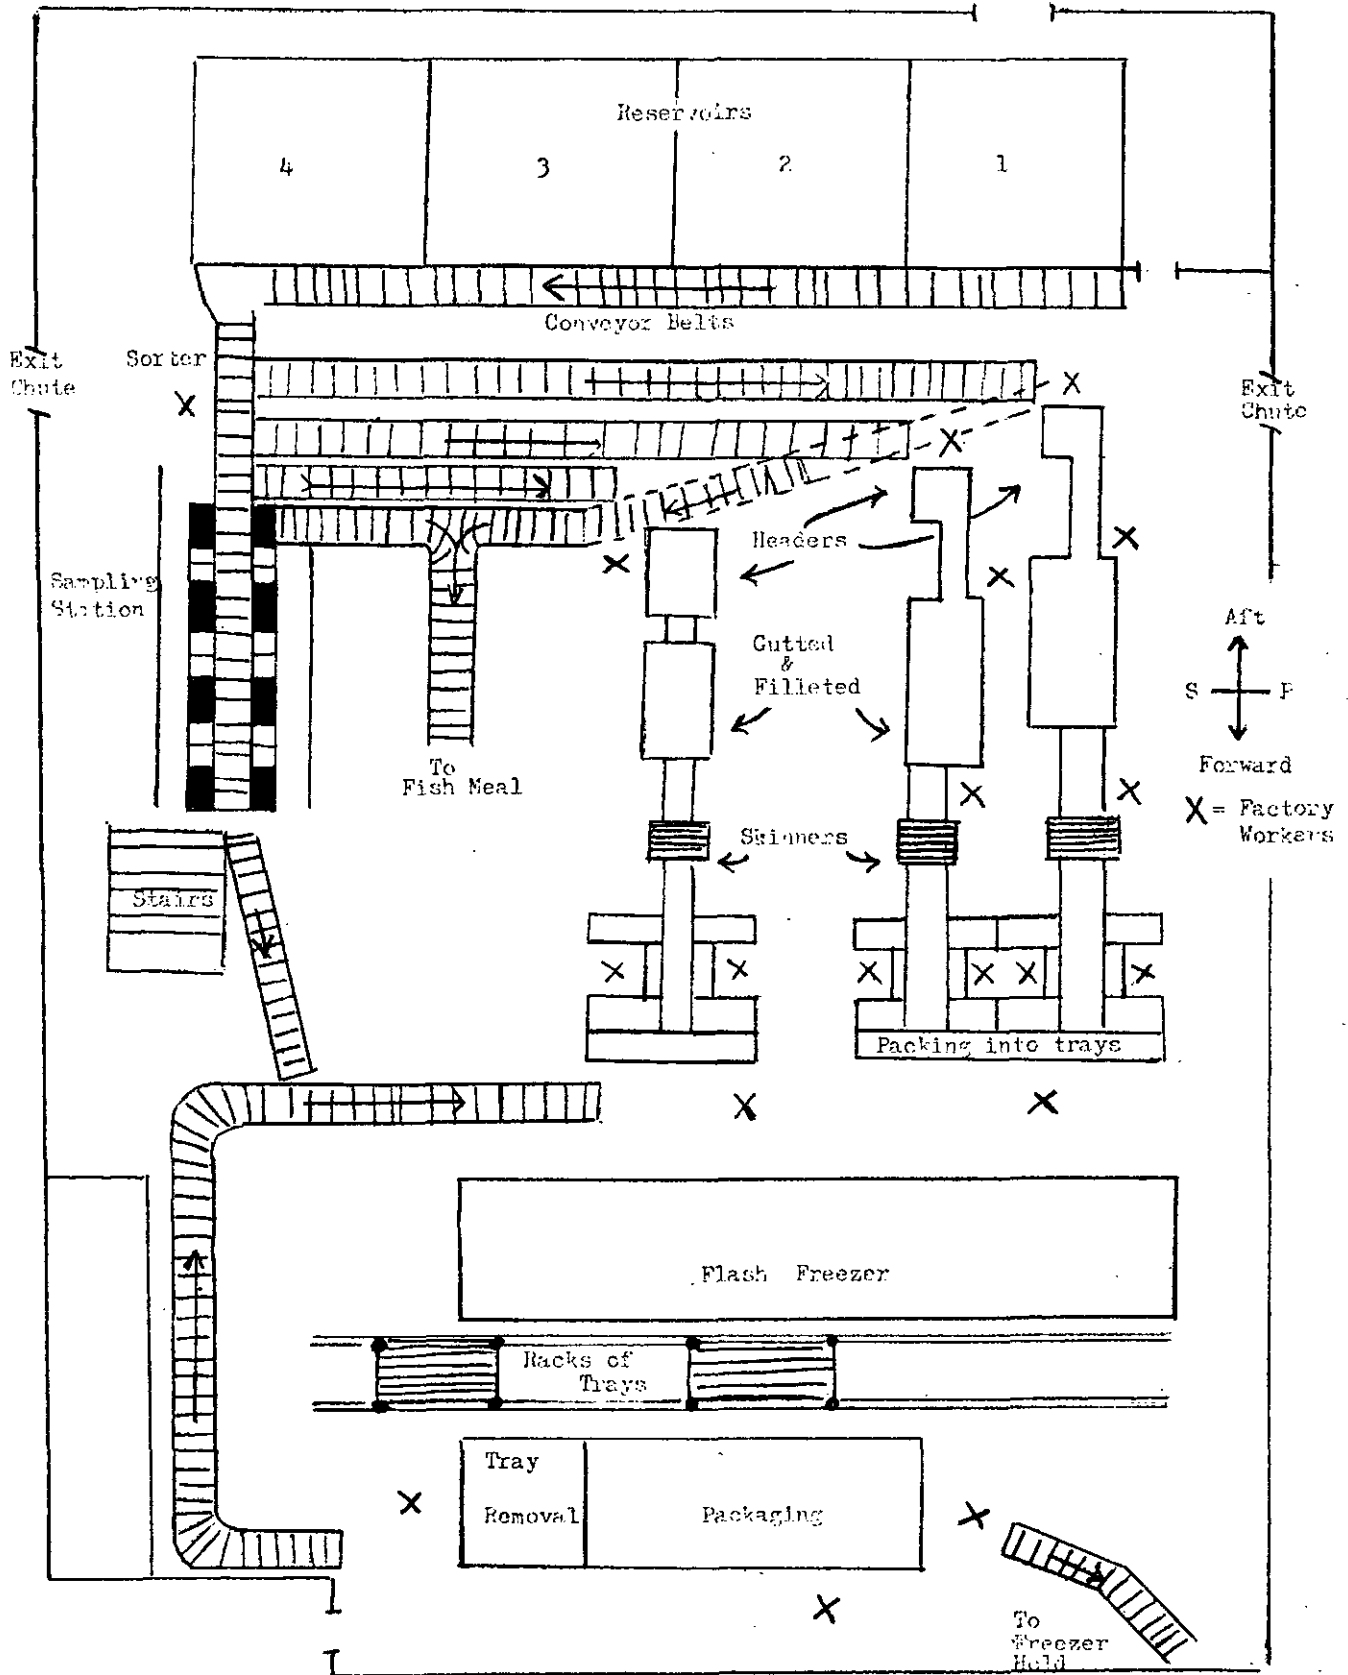 Reservoirs
4
3
2
1
Conveyor Belts
Exit
Chute
Sorter
Exit
Chute
Sampling
Station
Headers
Gutted
&
Filleted
Aft
S
P
Forward
X = Factory
Workers
To
Fish Meal
Skinners
Stairs
Packing into trays
Flash Freezer
Racks of
Trays
Tray
Removal
Packaging
To
Freezer
Hold